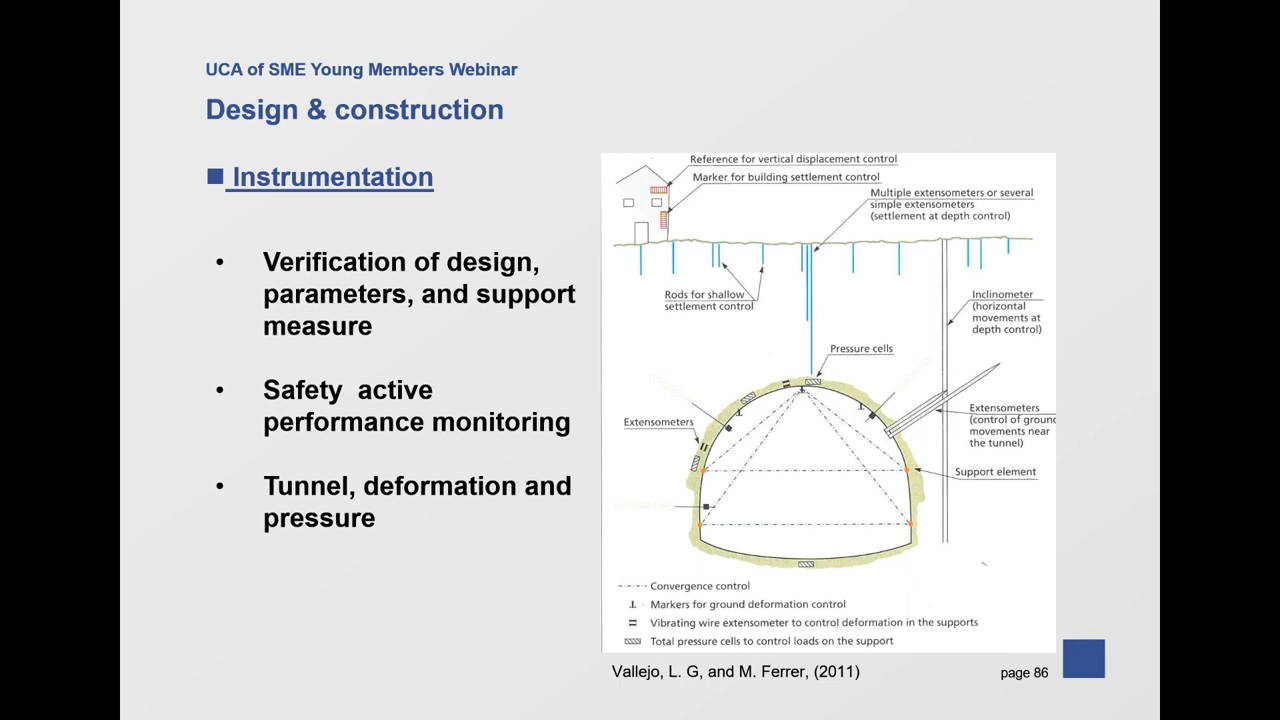 UCA of SME Young Members Webinar
Design & construction
Instrumentation
• Verification of design,
parameters, and support
measure
• Safety active
performance monitoring
• Tunnel, deformation and
pressure
Reference for vertical displacement control
Marker for building settlement control
Multiple extensometers or several
simple extensometers
(settlement at depth control)
Rods for shallow
settlement control
Inclinometer
(horizontal
movements at
depth control)
Pressure cells
Extensometers
Extensometers
(control of ground
movements near
the tunnel)
Support element
Convergence control
Markers for ground deformation control
Vibrating wire extensometer to control deformation in the supports
Total pressure cells to control loads on the support
Vallejo, L. G, and M. Ferrer, (2011)
page 86